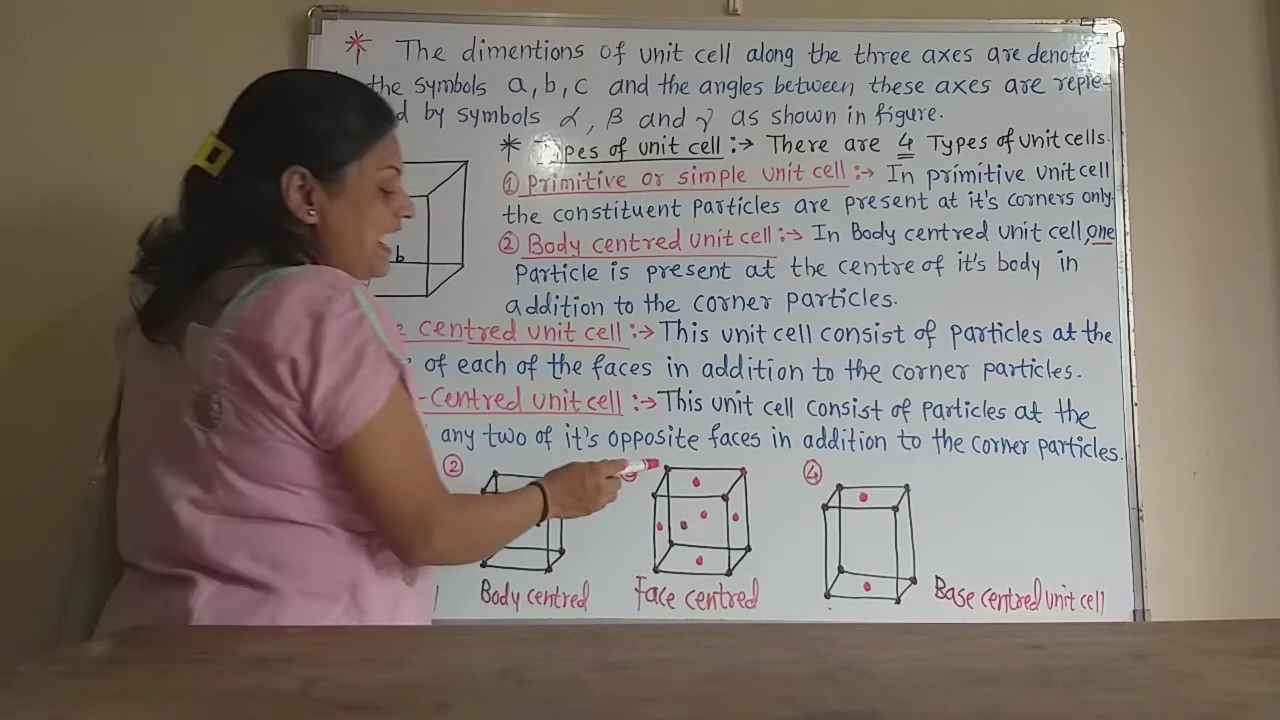 * The dimentions of unit cell along the three axes are denote
the symbols a, b, c and the angles between these axes are repre-
d by symbols α, β and γ as shown in figure.
* Types of unit cell :→ There are 4 Types of unit cells.
① Primitive or simple unit cell :→ In primitive unit cell
the constituent particles are present at it's corners only.
② Body centred unit cell :→ In Body centred unit cell, one
Particle is present at the centre of it's body in
addition to the corner particles.
centred unit cell :→ This unit cell consist of particles at the
of each of the faces in addition to the corner particles.
-Centred unit cell :→ This unit cell consist of particles at the
any two of it's opposite faces in addition to the corner particles.
b
② ④
Body centred Face centred Base centred unit cell